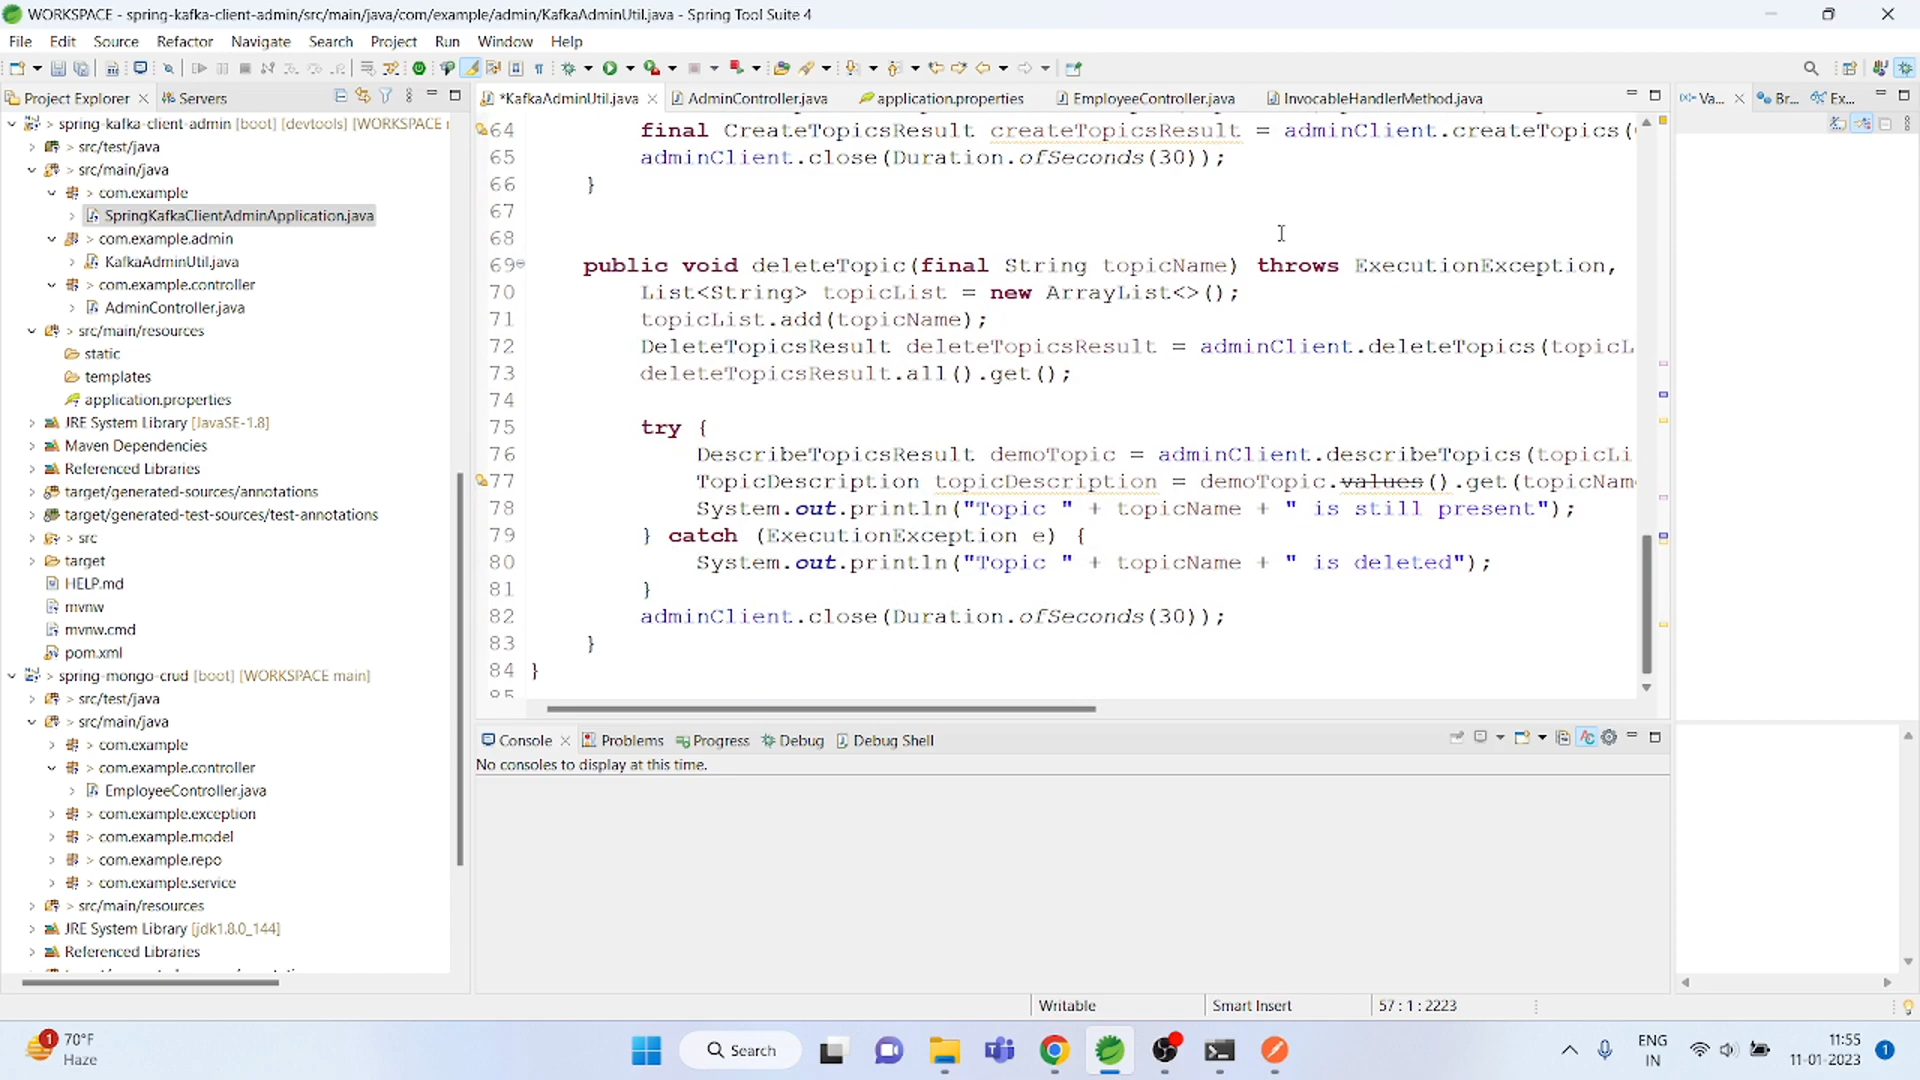 WORKSPACE - spring-kafka-client-admin/src/main/java/com/example/admin/KafkaAdminUtil.java - Spring Tool Suite 4
File Edit Source Refactor Navigate Search Project Run Window Help
Project Explorer Servers
> spring-kafka-client-admin [boot] [devtools] [WORKSPACE
> src/test/java
> src/main/java
> com.example
SpringKafkaClientAdminApplication.java
> com.example.admin
KafkaAdminUtil.java
> com.example.controller
AdminController.java
> src/main/resources
static
templates
application.properties
JRE System Library [JavaSE-1.8]
Maven Dependencies
Referenced Libraries
target/generated-sources/annotations
target/generated-test-sources/test-annotations
> src
target
HELP.md
mvnw
mvnw.cmd
pom.xml
> spring-mongo-crud [boot] [WORKSPACE main]
> src/test/java
> src/main/java
> com.example
> com.example.controller
EmployeeController.java
> com.example.exception
> com.example.model
> com.example.repo
> com.example.service
> src/main/resources
JRE System Library [jdk1.8.0_144]
Referenced Libraries
*KafkaAdminUtil.java AdminController.java application.properties EmployeeController.java InvocableHandlerMethod.java
64 final CreateTopicsResult createTopicsResult = adminClient.createTopics(
65 adminClient.close(Duration.ofSeconds(30));
66 }
67
68
69 public void deleteTopic(final String topicName) throws ExecutionException,
70 List<String> topicList = new ArrayList<>();
71 topicList.add(topicName);
72 DeleteTopicsResult deleteTopicsResult = adminClient.deleteTopics(topicL
73 deleteTopicsResult.all().get();
74
75 try {
76 DescribeTopicsResult demoTopic = adminClient.describeTopics(topicLi
77 TopicDescription topicDescription = demoTopic.values().get(topicNam
78 System.out.println("Topic " + topicName + " is still present");
79 } catch (ExecutionException e) {
80 System.out.println("Topic " + topicName + " is deleted");
81 }
82 adminClient.close(Duration.ofSeconds(30));
83 }
84 }
85
Va... Br... Ex...
Console Problems Progress Debug Debug Shell
No consoles to display at this time.
Writable Smart Insert 57 : 1 : 2223
1
70°F
Haze
Search
ENG
IN
11:55
11-01-2023
1